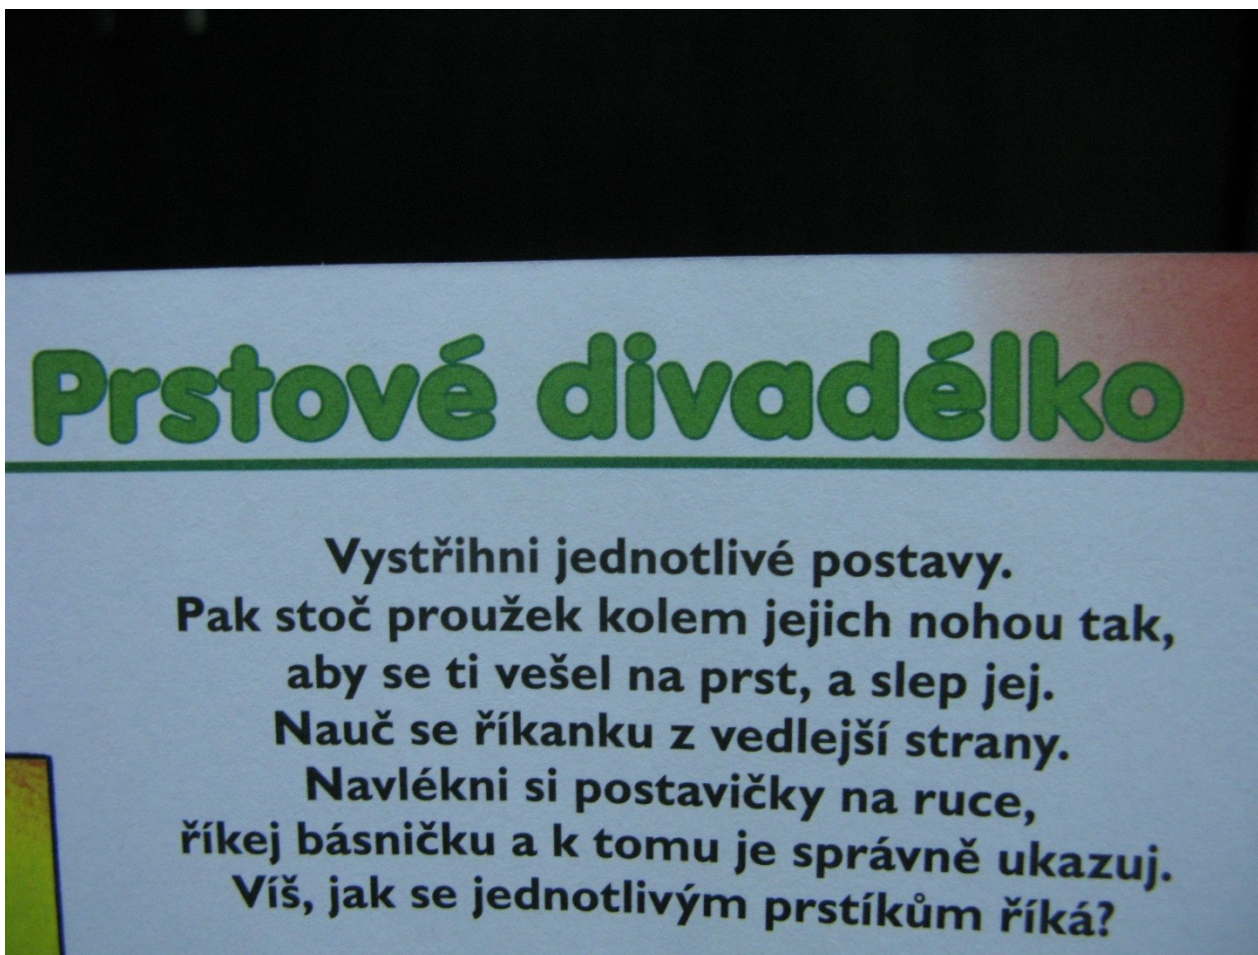 Prstové divadélko
Vystřihni jednotlivé postavy.
Pak stoč proužek kolem jejich nohou tak,
aby se ti vešel na prst, a slep jej.
Nauč se říkanku z vedlejší strany.
Navlékni si postavičky na ruce,
říkej básničku a k tomu je správně ukazuj.
Víš, jak se jednotlivým prstíkům říká?